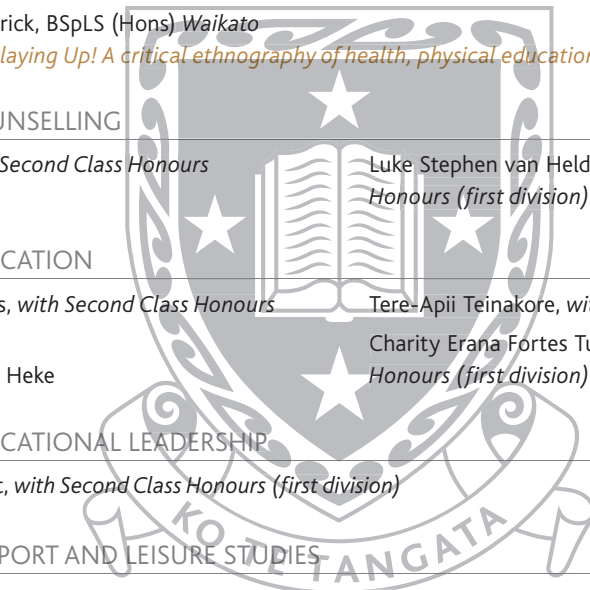 rick, BSpLS (Hons) Waikato
laying Up! A critical ethnography of health, physical education
UNSELLING
Second Class Honours
Luke Stephen van Held
Honours (first division)
CATION
s, with Second Class Honours
Tere-Apii Teinakore, wit
Charity Erana Fortes Tu
Heke
Honours (first division)
CATIONAL LEADERSHIP
t, with Second Class Honours (first division)
PORT AND LEISURE STUDIES
KO TE TANGATA